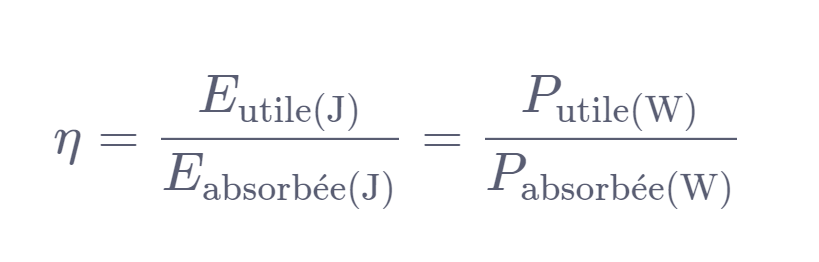 η = E_utile(J) / E_absorbée(J) = P_utile(W) / P_absorbée(W)